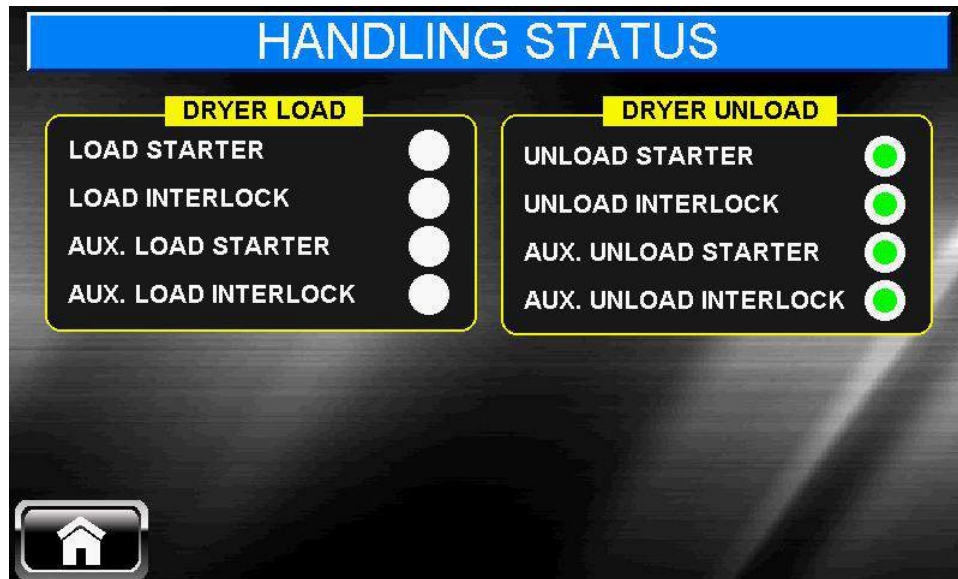 HANDLING STATUS
DRYER LOAD
LOAD STARTER
LOAD INTERLOCK
AUX. LOAD STARTER
AUX. LOAD INTERLOCK
DRYER UNLOAD
UNLOAD STARTER
UNLOAD INTERLOCK
AUX. UNLOAD STARTER
AUX. UNLOAD INTERLOCK